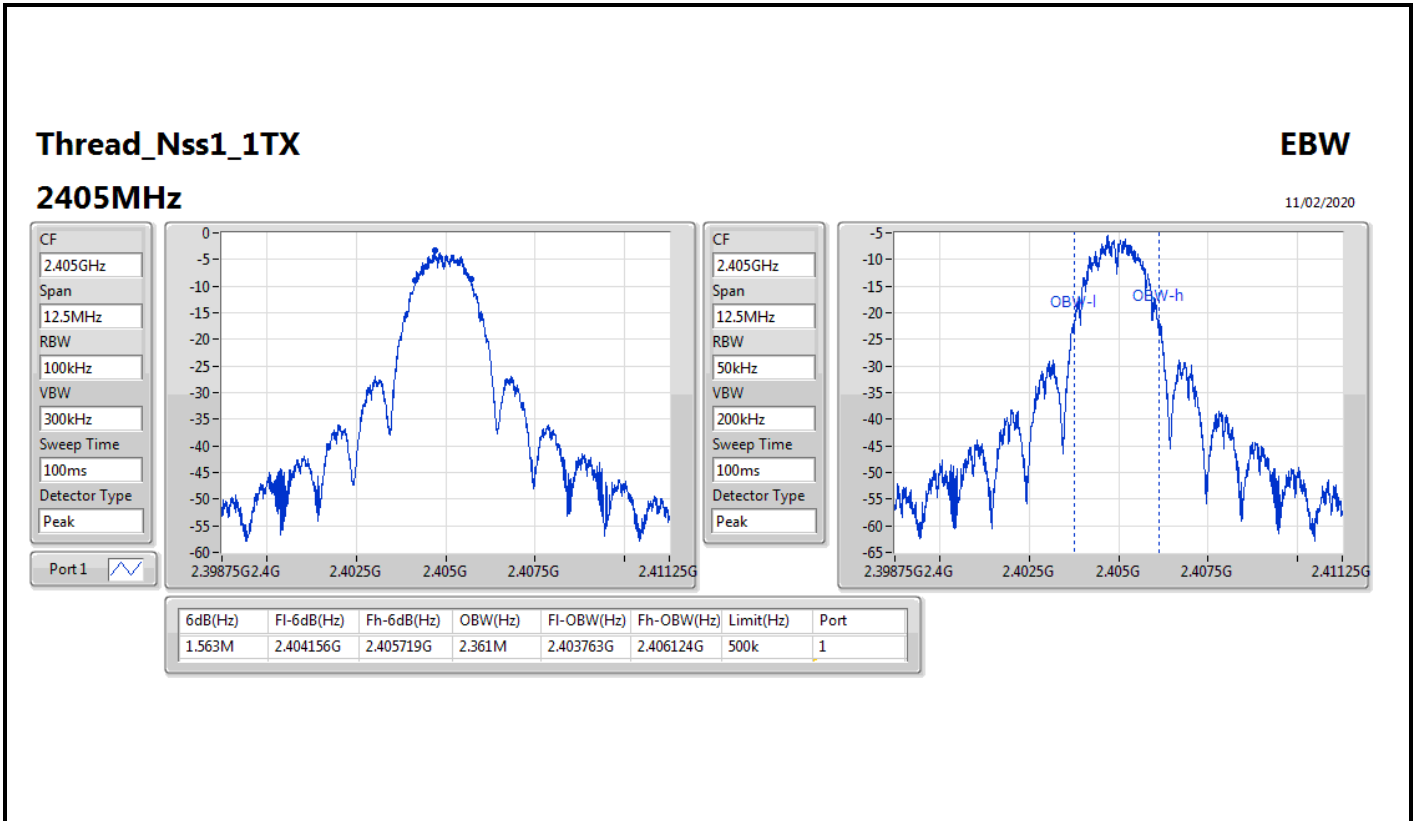 Thread_Nss1_1TX
EBW
2405MHz
11/02/2020
CF
2.405GHz
Span
12.5MHz
RBW
100kHz
VBW
300kHz
Sweep Time
100ms
Detector Type
Peak
Port 1
0
-5
-10
-15
-20
-25
-30
-35
-40
-45
-50
-55
-60
2.39875G 2.4G 2.4025G 2.405G 2.4075G 2.41125G
CF
2.405GHz
Span
12.5MHz
RBW
50kHz
VBW
200kHz
Sweep Time
100ms
Detector Type
Peak
-5
-10
-15
-20
-25
-30
-35
-40
-45
-50
-55
-60
-65
OBW-l OBW-h
2.39875G 2.4G 2.4025G 2.405G 2.4075G 2.41125G
6dB(Hz) Fl-6dB(Hz) Fh-6dB(Hz) OBW(Hz) Fl-OBW(Hz) Fh-OBW(Hz) Limit(Hz) Port
1.563M 2.404156G 2.405719G 2.361M 2.403763G 2.406124G 500k 1